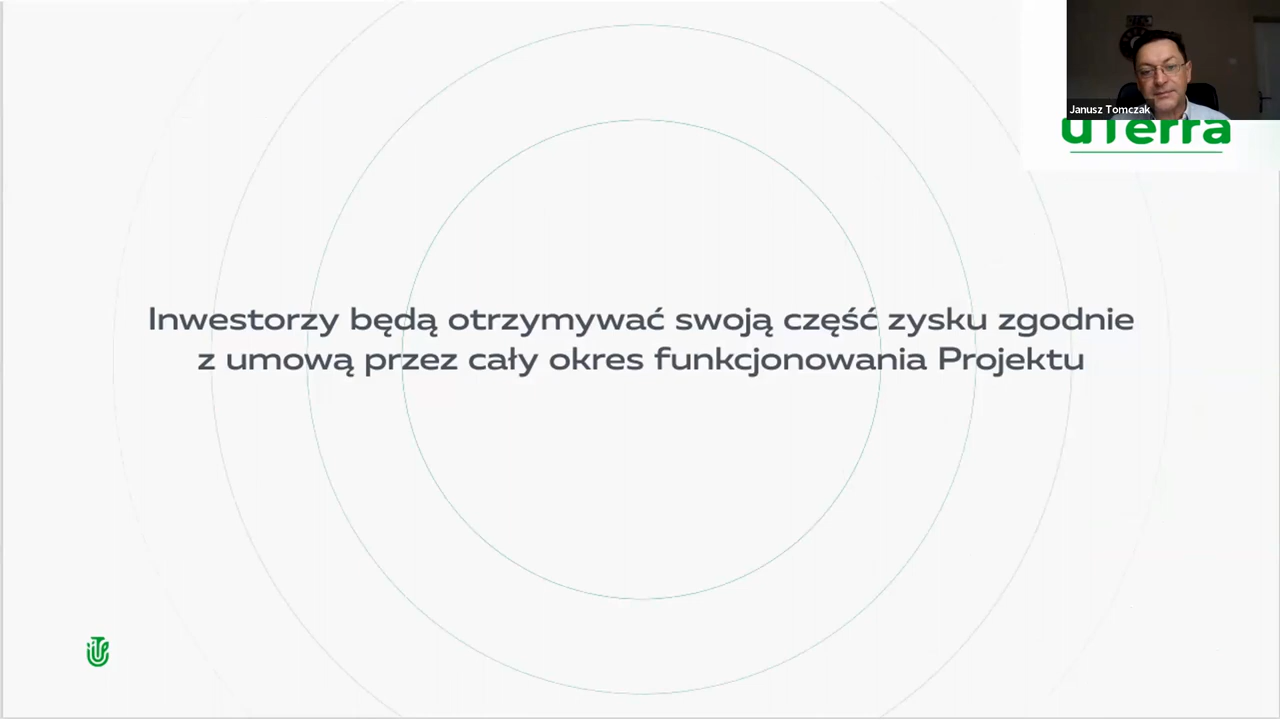 Janusz Tomczak
uTerra
Inwestorzy będą otrzymywać swoją część zysku zgodnie
z umową przez cały okres funkcjonowania Projektu